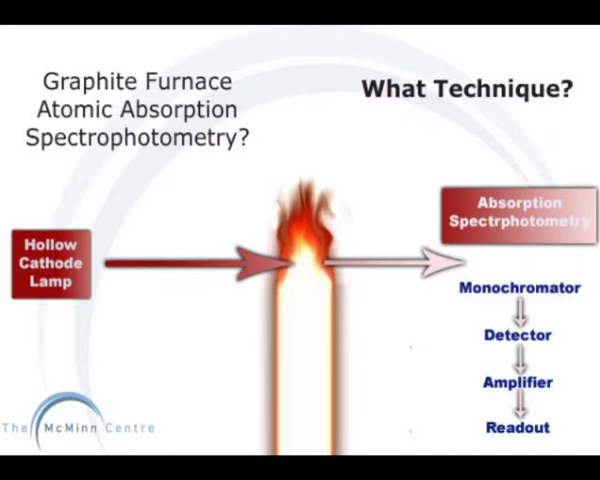 Graphite Furnace
Atomic Absorption
Spectrophotometry?
What Technique?
Absorption
Spectrphotometry
Hollow
Cathode
Lamp
Monochromator
Detector
Amplifier
Readout
The McMinn Centre